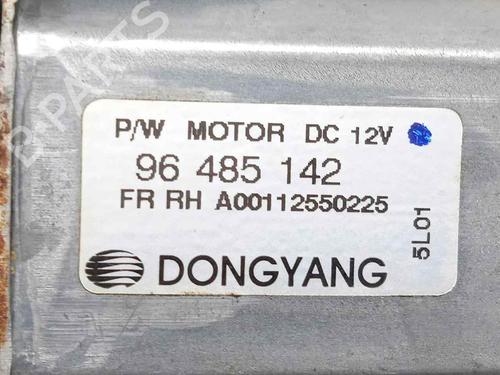 P/W MOTOR DC 12V
96 485 142
FR RH A00112550225
5L01
DONGYANG
B-PARTS